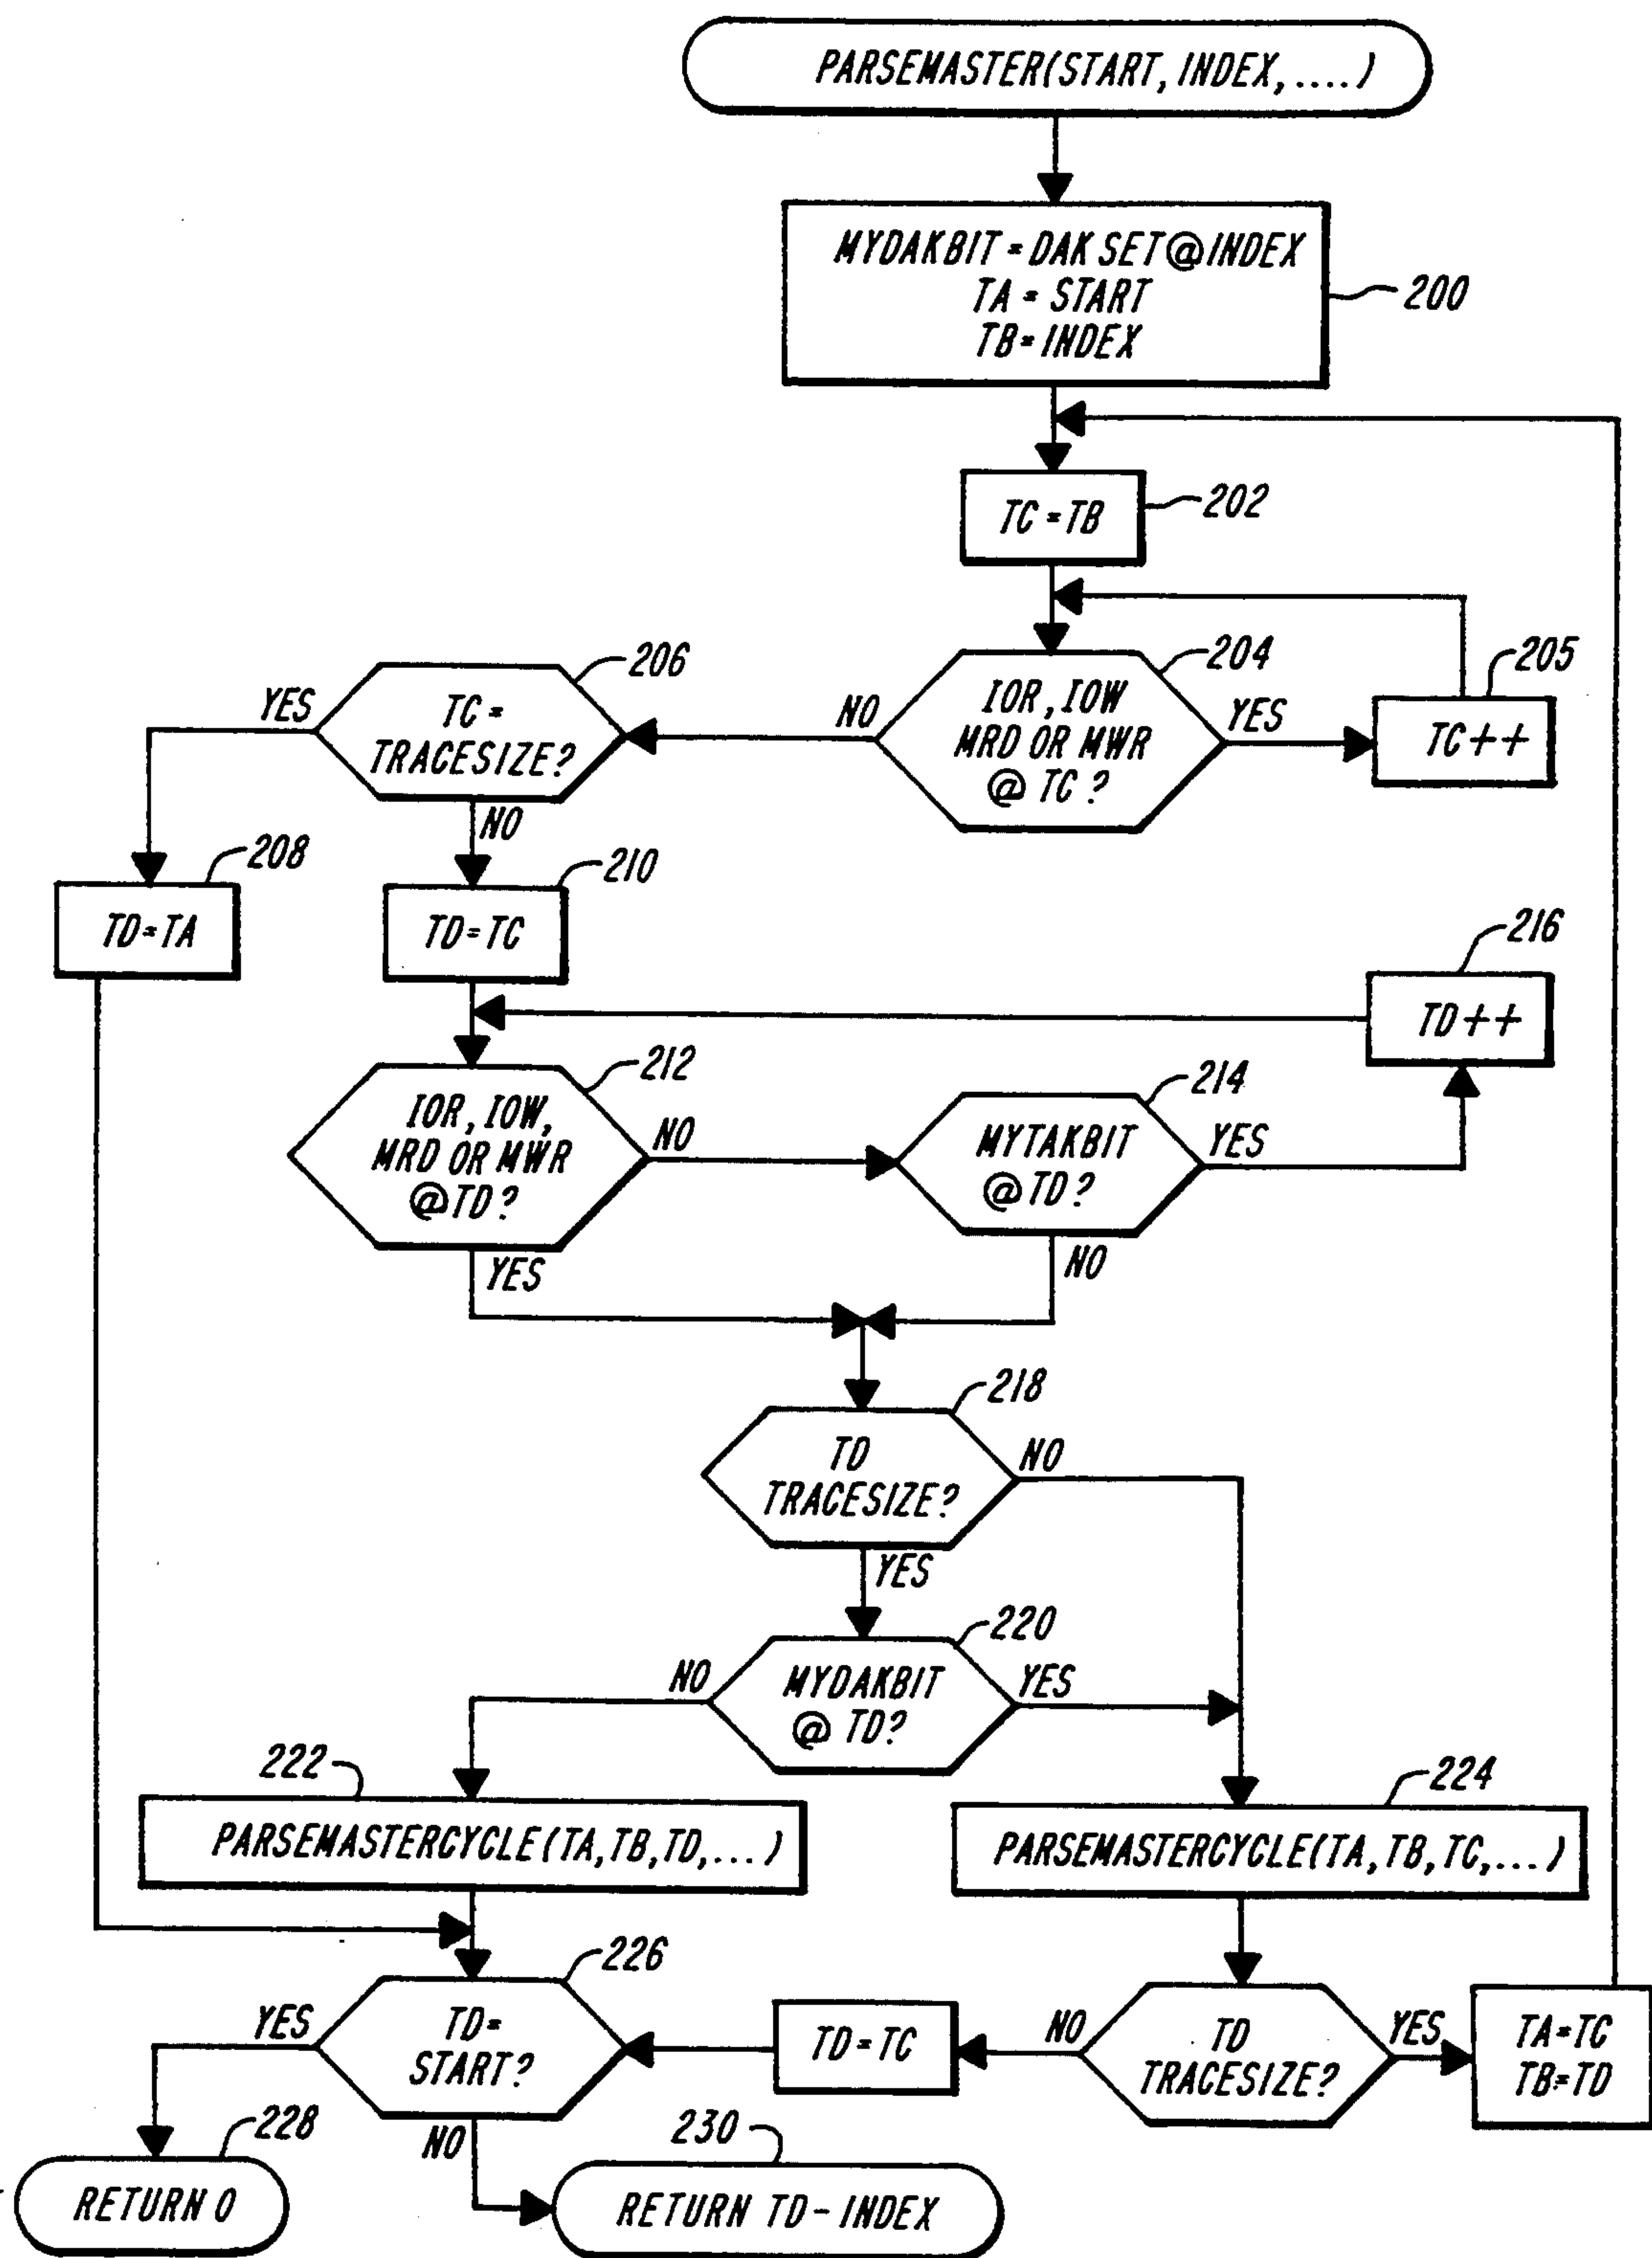 PARSEMASTER(START, INDEX,....)
MYDAKBIT = DAK SET@INDEX
TA = START
TB=INDEX
200
TC=TB
202
204
IOR, IOW
MRD OR MWR
@ TC?
YES
NO
205
TC++
206
TC=
TRACESIZE?
YES
NO
208
TD=TA
210
TD=TC
216
TD++
212
IOR, IOW,
MRD OR MWR
@TD?
NO
YES
214
MYTAKBIT
@TD?
YES
NO
218
TD
TRACESIZE?
NO
YES
220
MYDAKBIT
@ TD?
NO
YES
222
PARSEMASTERCYCLE(TA,TB,TD,...)
224
PARSEMASTERCYCLE(TA,TB,TC,...)
226
TD=
START?
YES
NO
TD=TC
NO
TD
TRACESIZE?
YES
TA=TC
TB=TD
228
RETURN 0
230
RETURN TD-INDEX